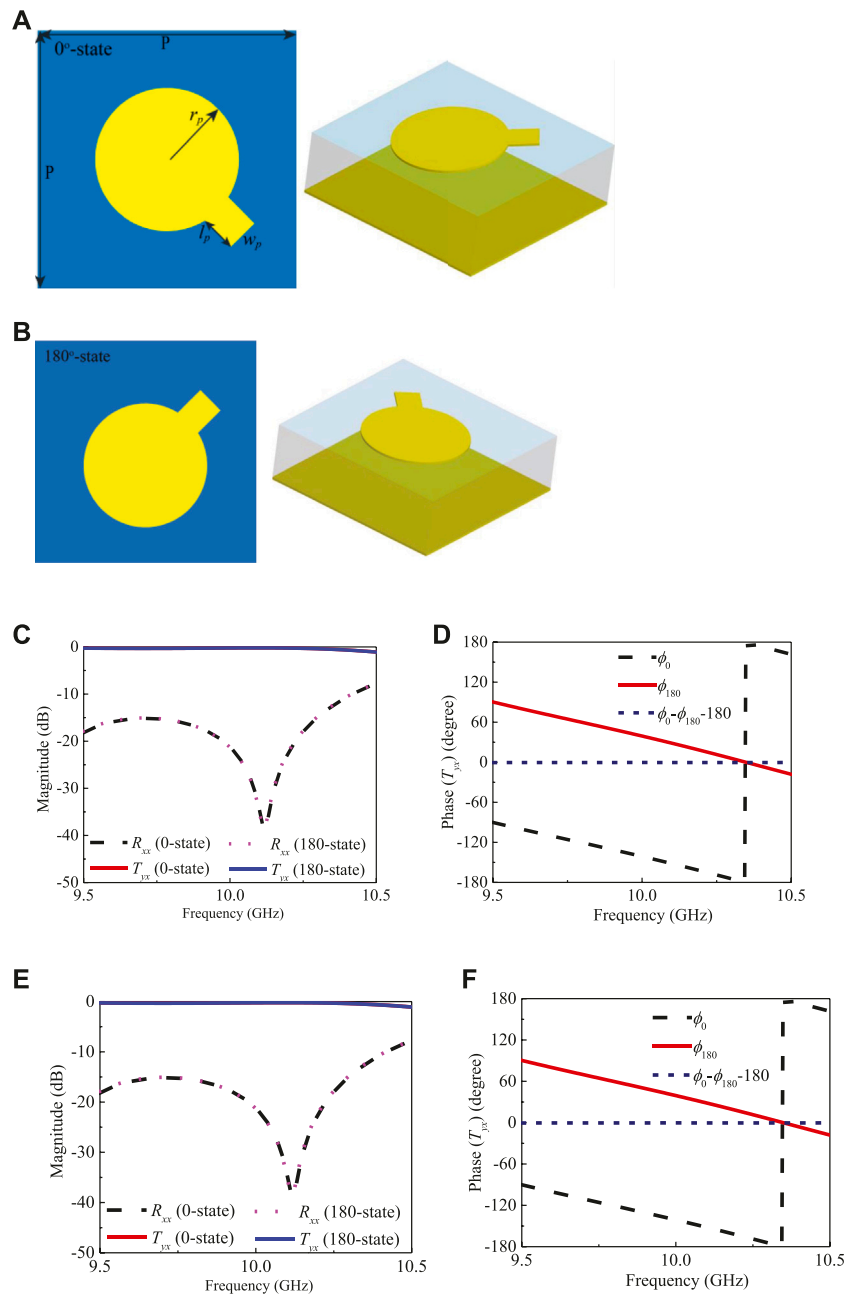 A
0°-state
P
P
r_p
l_p
w_p
B
180°-state
C
0
-10
-20
-30
-40
-50
Magnitude (dB)
R_xx (0-state)
R_xx (180-state)
T_yx (0-state)
T_yx (180-state)
9.5
10.0
10.5
Frequency (GHz)
D
180
120
60
0
-60
-120
-180
Phase (T_yx) (degree)
ϕ_0
ϕ_180
ϕ_0-ϕ_180-180
9.5
10.0
10.5
Frequency (GHz)
E
0
-10
-20
-30
-40
-50
Magnitude (dB)
R_xx (0-state)
R_xx (180-state)
T_yx (0-state)
T_yx (180-state)
9.5
10.0
10.5
Frequency (GHz)
F
180
120
60
0
-60
-120
-180
Phase (T_yx) (degree)
ϕ_0
ϕ_180
ϕ_0-ϕ_180-180
9.5
10.0
10.5
Frequency (GHz)